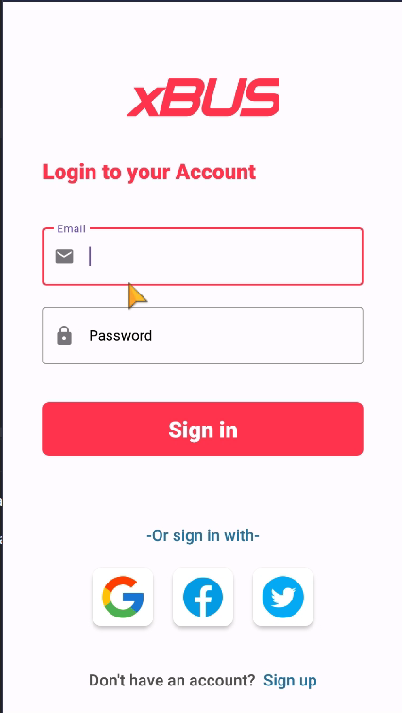 xBUS
Login to your Account
Email
Password
Sign in
-Or sign in with-
Don't have an account? Sign up